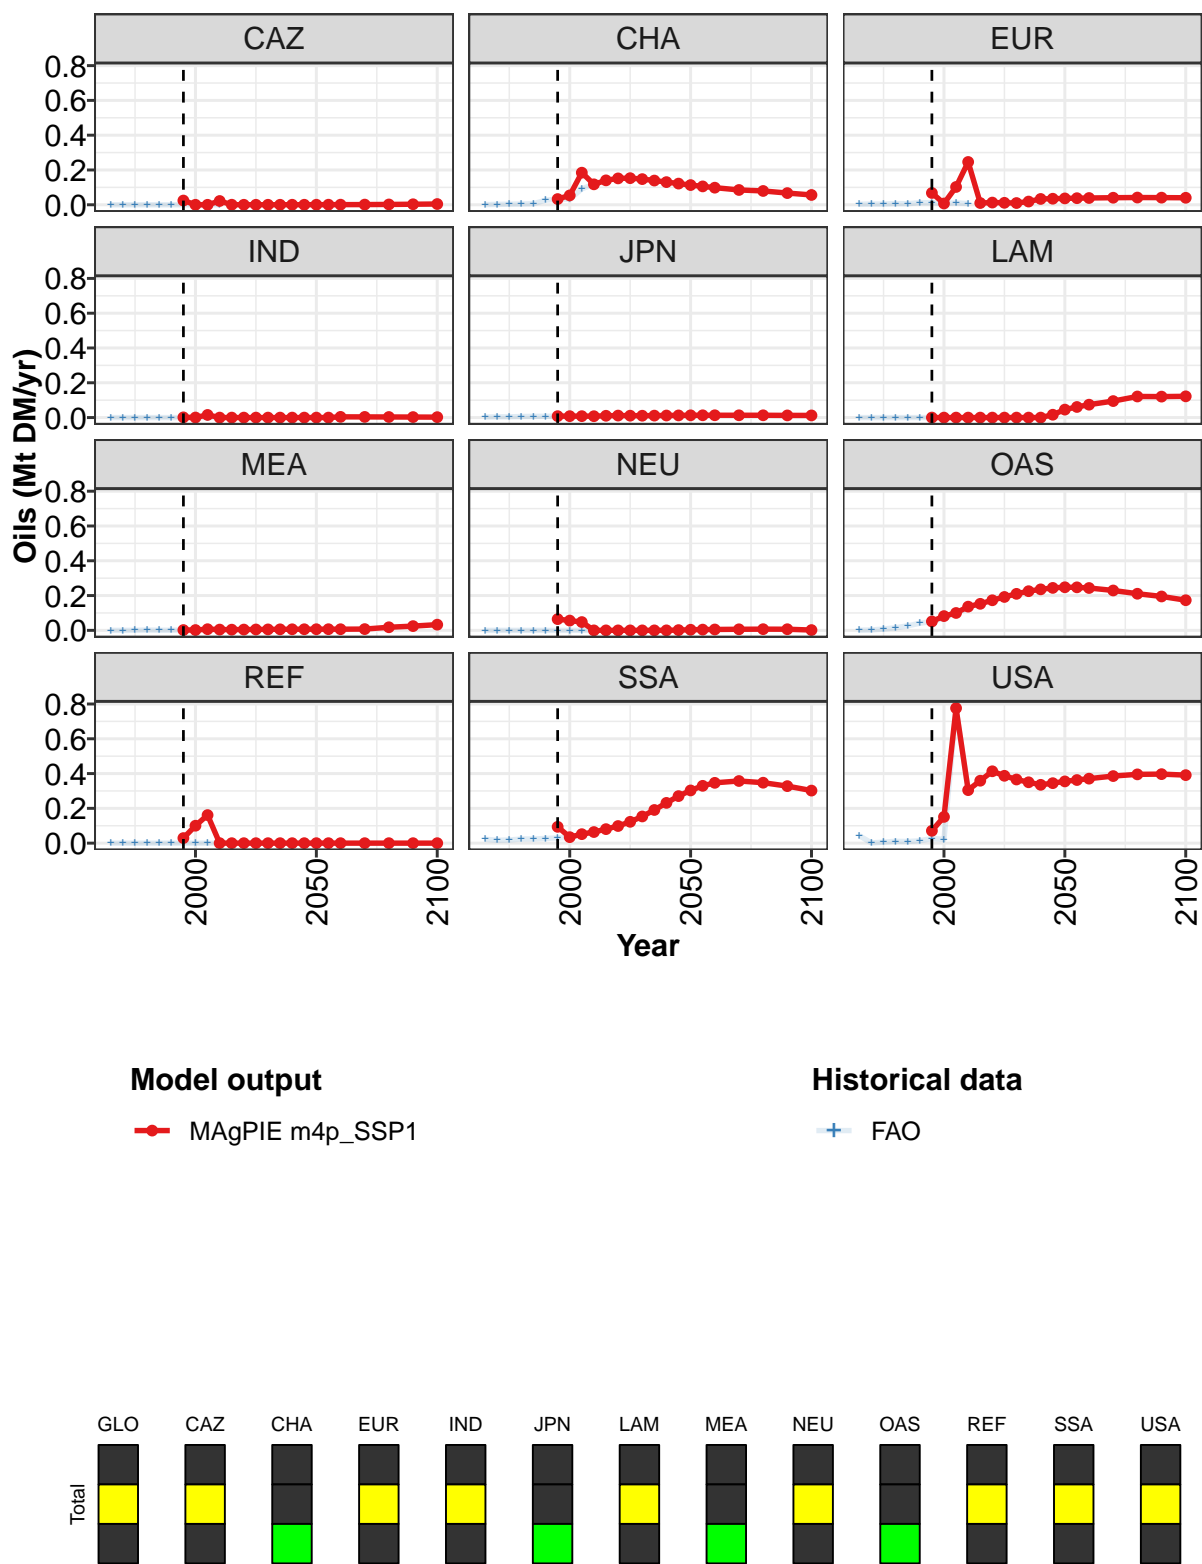 CAZ CHA EUR
0.8
0.6
0.4
0.2
0.0
IND JPN LAM
0.8
0.6
0.4
0.2
0.0
MEA NEU OAS
0.8
0.6
0.4
0.2
0.0
REF SSA USA
0.8
0.6
0.4
0.2
0.0
Oils (Mt DM/yr)
2000 2050 2100 2000 2050 2100 2000 2050 2100
Year
Model output Historical data
MAgPIE m4p_SSP1 FAO
GLO CAZ CHA EUR IND JPN LAM MEA NEU OAS REF SSA USA
Total